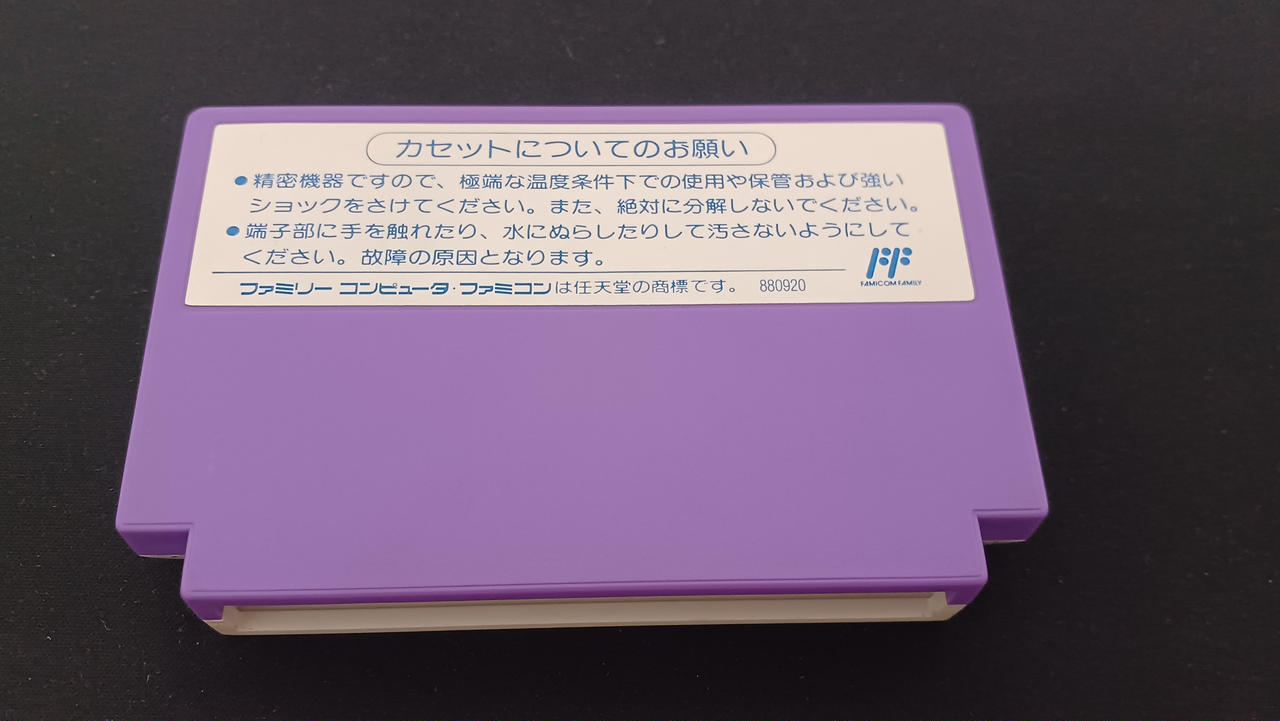 カセットについてのお願い
●精密機器ですので、極端な温度条件下での使用や保管および強い
ショックをさけてください。また、絶対に分解しないでください。
●端子部に手を触れたり、水にぬらしたりして汚さないようにして
ください。故障の原因となります。
FAMICOM FAMILY
ファミリー コンピュータ・ファミコンは任天堂の商標です。 880920